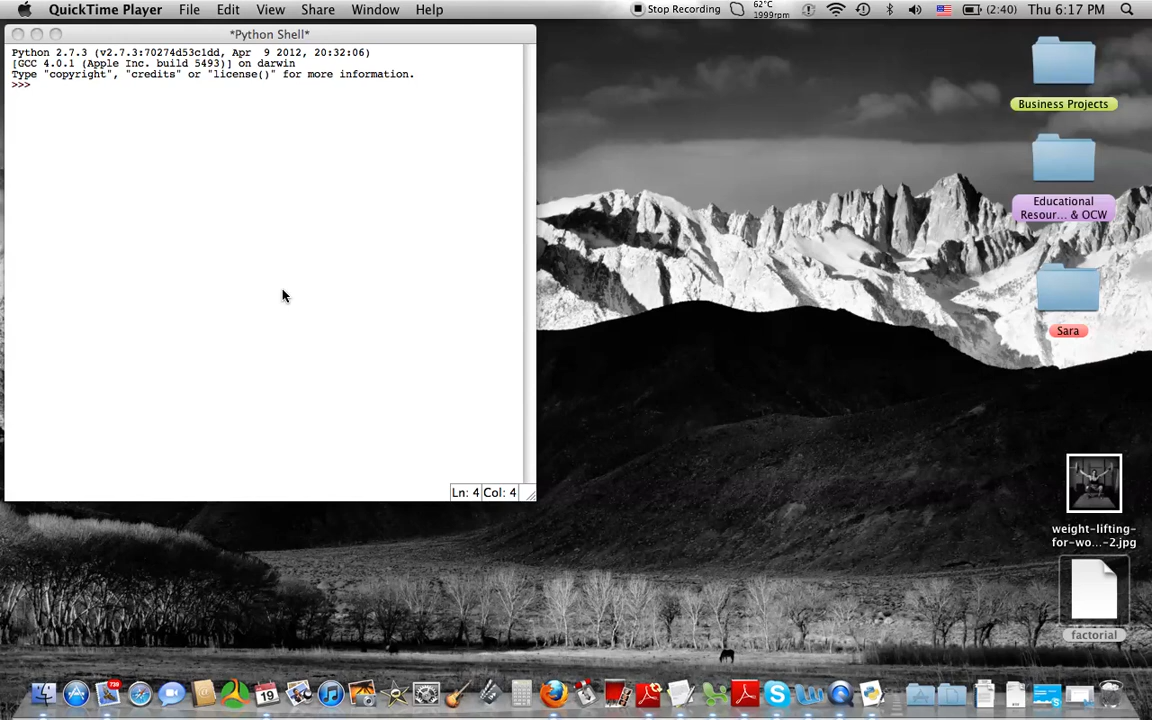 QuickTime Player File Edit View Share Window Help Stop Recording 62°C 1999rpm (2:40) Thu 6:17 PM
*Python Shell*
Python 2.7.3 (v2.7.3:70274d53c1dd, Apr  9 2012, 20:32:06)
[GCC 4.0.1 (Apple Inc. build 5493)] on darwin
Type "copyright", "credits" or "license()" for more information.
>>>
Ln: 4 Col: 4
Business Projects
Educational
Resour... & OCW
Sara
weight-lifting-
for-wo...-2.jpg
factorial
19